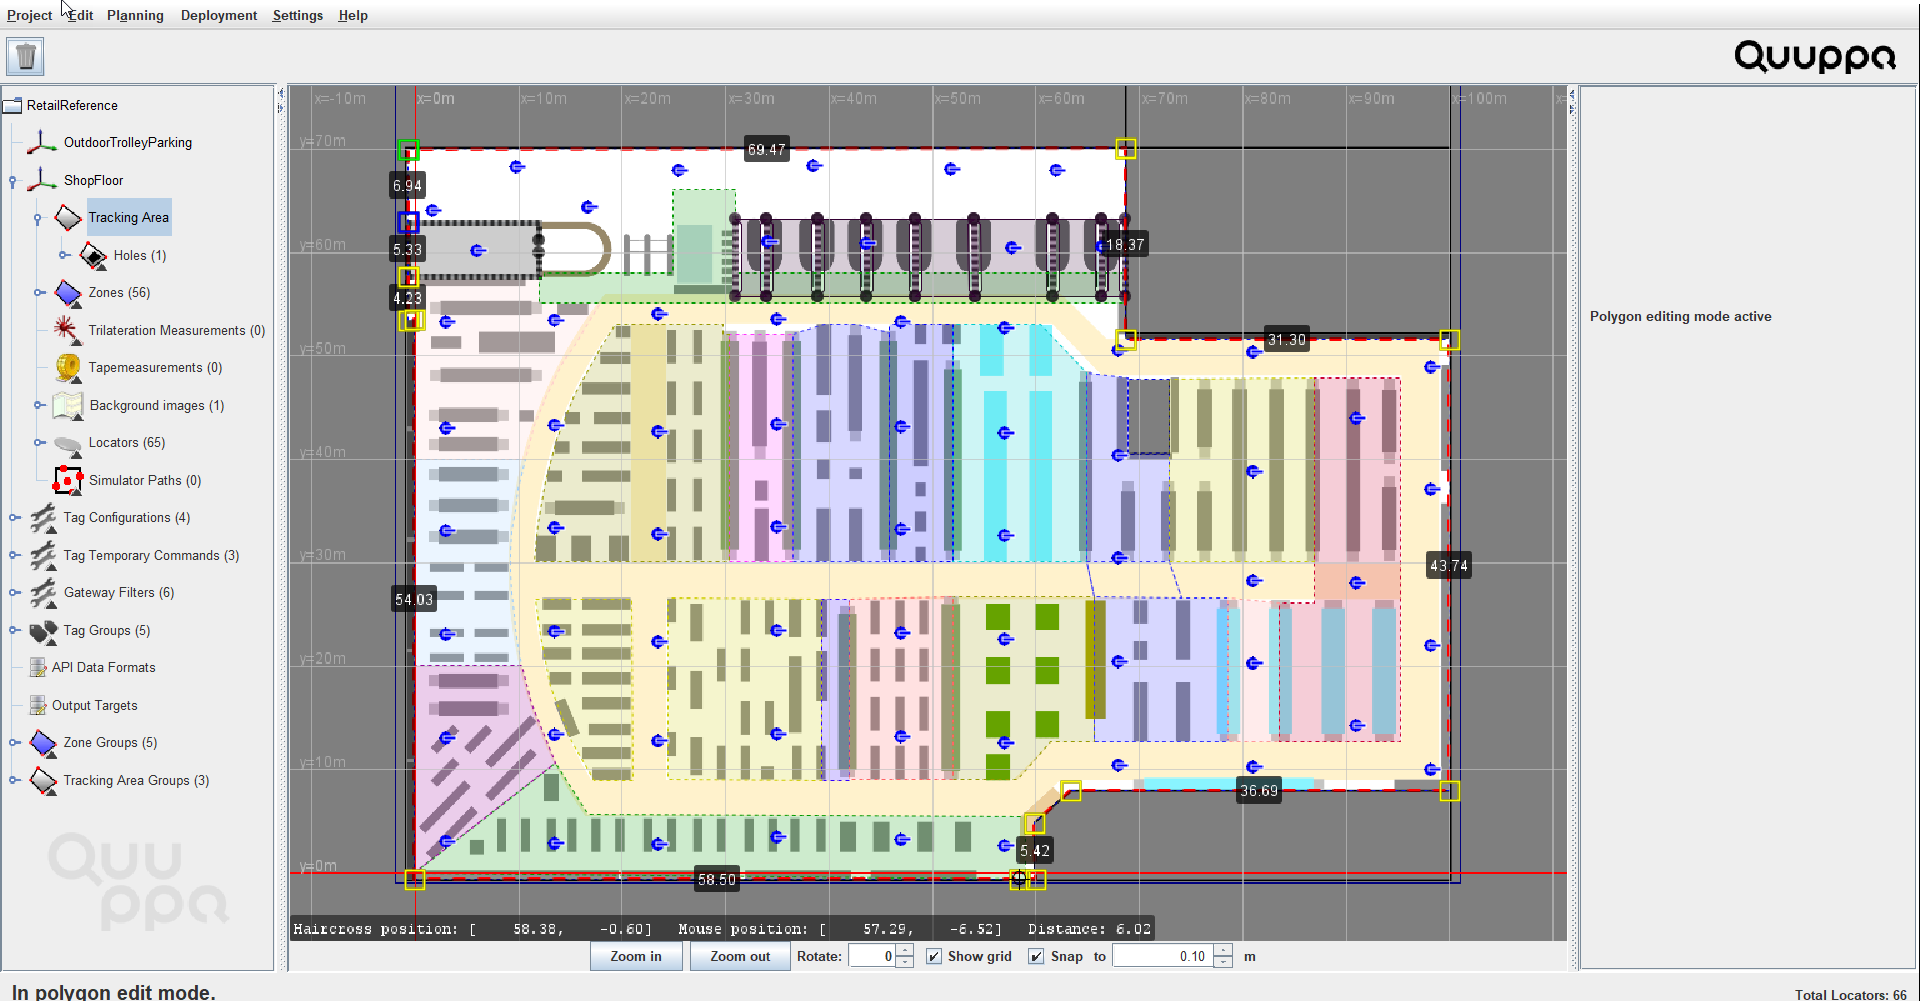 Project Edit Planning Deployment Settings Help
Quuppa
RetailReference
OutdoorTrolleyParking
ShopFloor
Tracking Area
Holes (1)
Zones (56)
Trilateration Measurements (0)
Tapemeasurements (0)
Background images (1)
Locators (65)
Simulator Paths (0)
Tag Configurations (4)
Tag Temporary Commands (3)
Gateway Filters (6)
Tag Groups (5)
API Data Formats
Output Targets
Zone Groups (5)
Tracking Area Groups (3)
Quu
ppa
x=-10m x=0m x=10m x=20m x=30m x=40m x=50m x=60m x=70m x=80m x=90m x=100m
y=70m
69.47
6.94
y=60m
5.33
18.37
4.23
31.30
y=50m
y=40m
y=30m
43.74
54.03
y=20m
y=10m
36.69
5.42
y=0m
58.50
Haircross position: [ 58.38, -0.60] Mouse position: [ 57.29, -6.52] Distance: 6.02
Zoom in Zoom out Rotate: 0 Show grid Snap to 0.10 m
Polygon editing mode active
In polygon edit mode.
Total Locators: 66